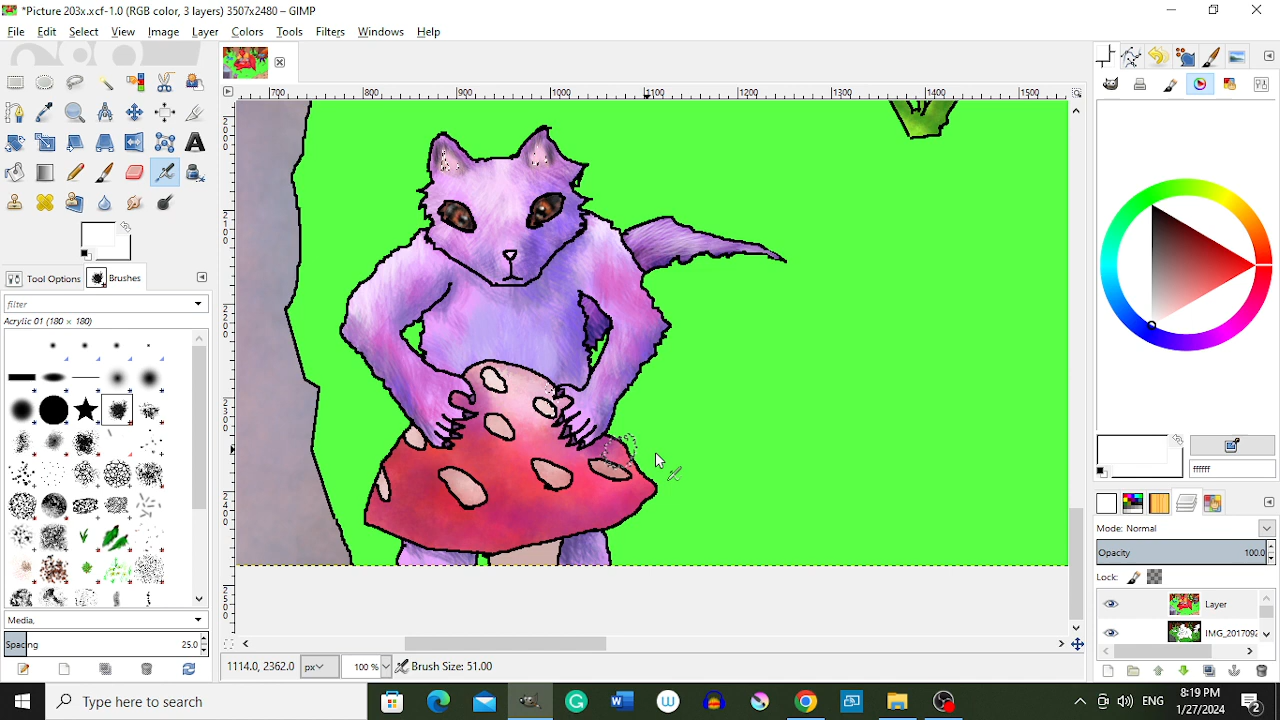 *Picture 203x.xcf-1.0 (RGB color, 3 layers) 3507x2480 – GIMP
File Edit Select View Image Layer Colors Tools Filters Windows Help
700 800 900 1000 1100 1200 1300 1400 1500
Tool Options Brushes
filter
Acrylic 01 (180 × 180)
ffffff
Mode: Normal
Opacity 100.0
Lock:
Layer
IMG_201709
Media,
Spacing 25.0
1114.0, 2362.0 px 100 % Brush Size: 51.00
Type here to search
W
ENG
8:19 PM
1/27/2024
2